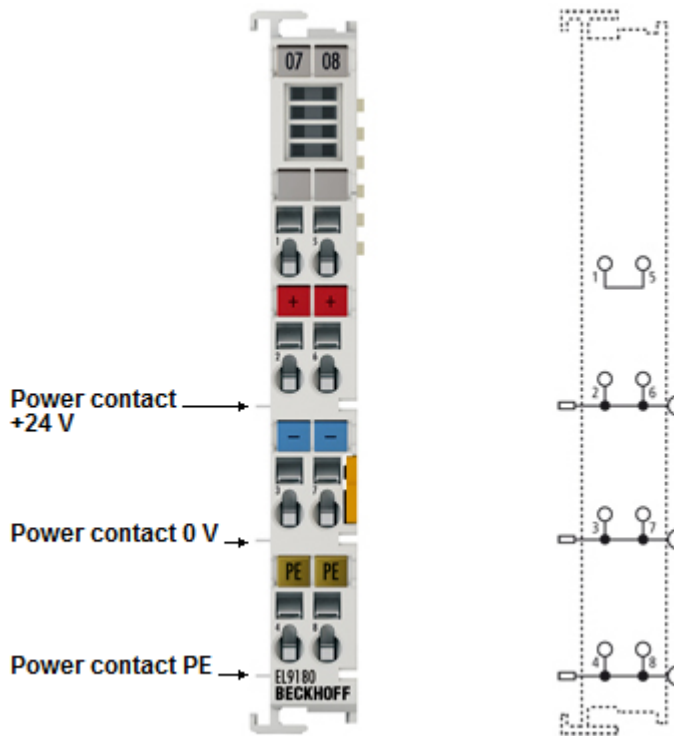 07 08
1 5
+ +
2 6
Power contact
+24 V
− −
3 7
Power contact 0 V
PE PE
4 8
Power contact PE
EL9180
BECKHOFF
1 5
2 6
3 7
4 8